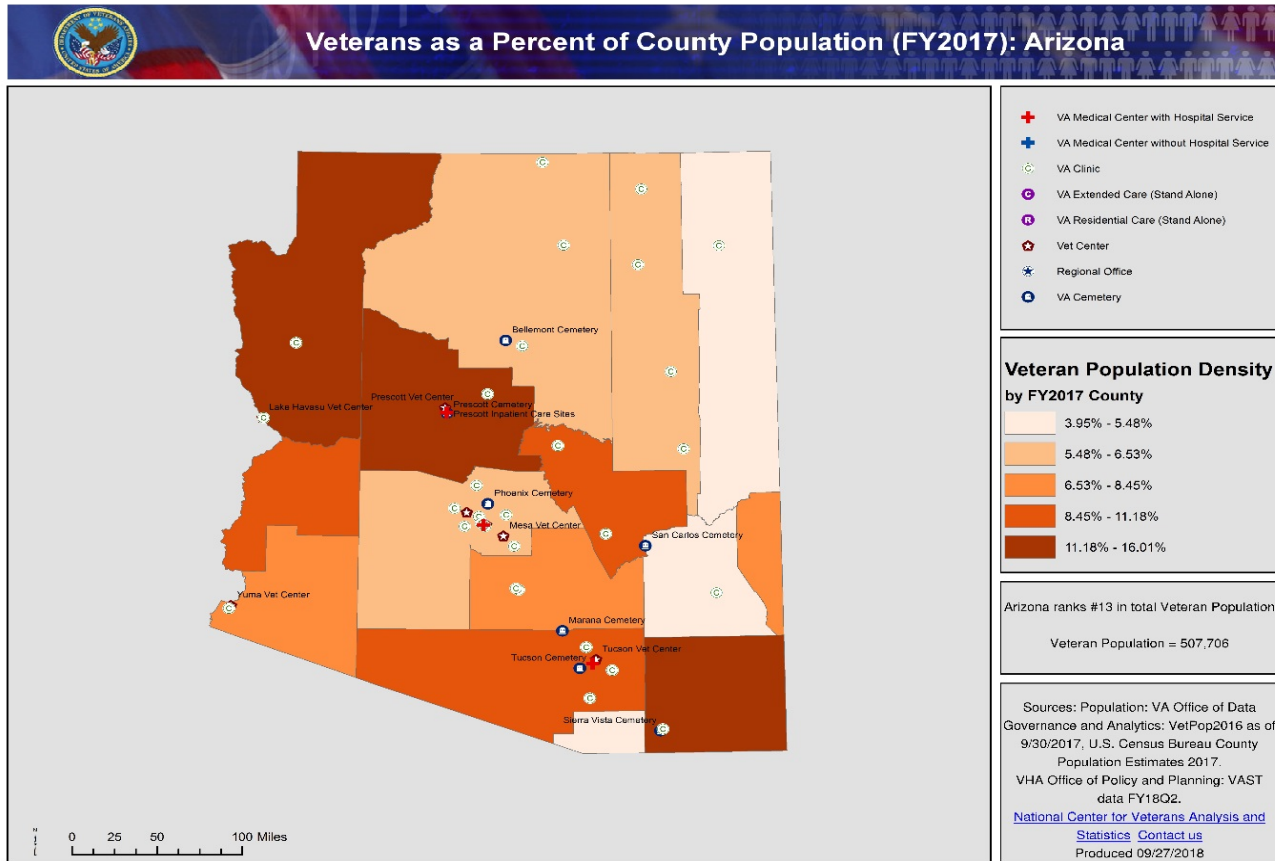 Veterans as a Percent of County Population (FY2017): Arizona
VA Medical Center with Hospital Service
VA Medical Center without Hospital Service
C VA Clinic
C VA Extended Care (Stand Alone)
R VA Residential Care (Stand Alone)
Vet Center
Regional Office
VA Cemetery
Bellemont Cemetery
Prescott Vet Center
Prescott Cemetery
Lake Havasu Vet Center
Prescott Inpatient Care Sites
Phoenix Cemetery
Mesa Vet Center
San Carlos Cemetery
Yuma Vet Center
Marana Cemetery
Tucson Vet Center
Tucson Cemetery
Sierra Vista Cemetery
0 25 50 100 Miles
Veteran Population Density
by FY2017 County
3.95% - 5.48%
5.48% - 6.53%
6.53% - 8.45%
8.45% - 11.18%
11.18% - 16.01%
Arizona ranks #13 in total Veteran Population
Veteran Population = 507,706
Sources: Population: VA Office of Data
Governance and Analytics: VetPop2016 as of
9/30/2017, U.S. Census Bureau County
Population Estimates 2017.
VHA Office of Policy and Planning: VAST
data FY18Q2.
National Center for Veterans Analysis and
Statistics Contact us
Produced 09/27/2018